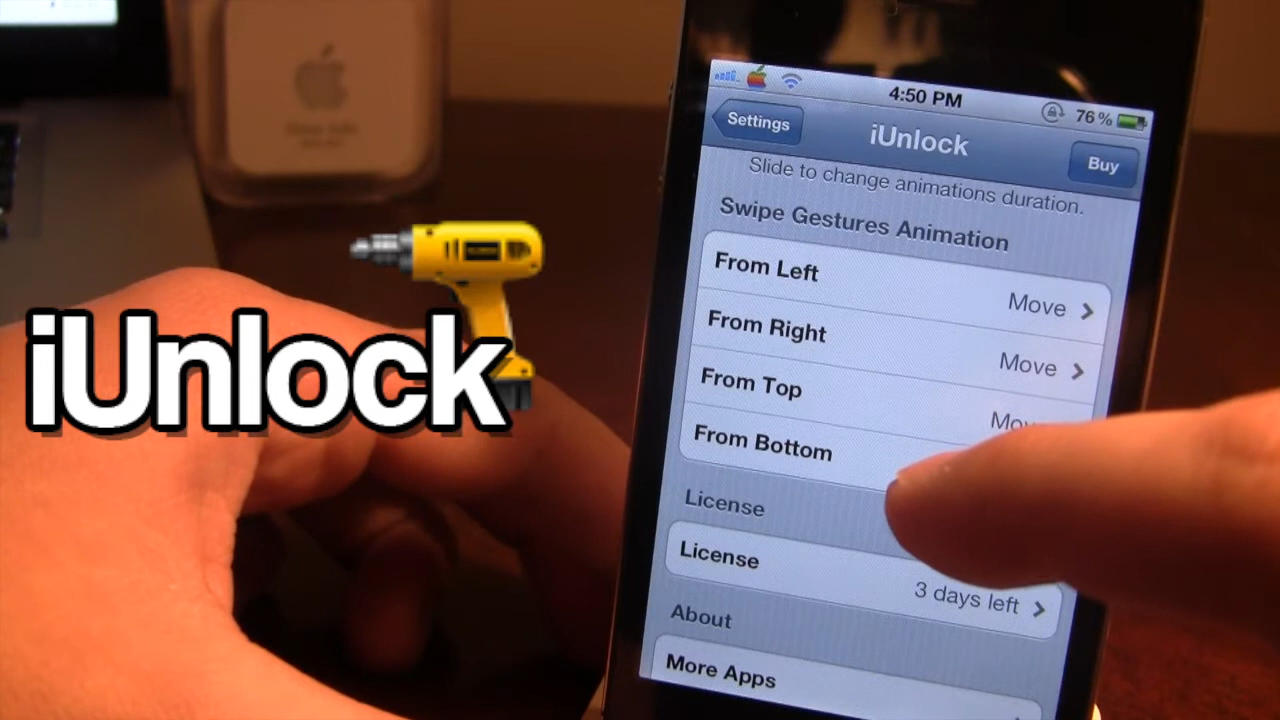 4:50 PM
76%
Settings
iUnlock
Buy
Slide to change animations duration.
Swipe Gestures Animation
From Left
Move
From Right
Move
From Top
From Bottom
License
License
3 days left
About
More Apps
iUnlock